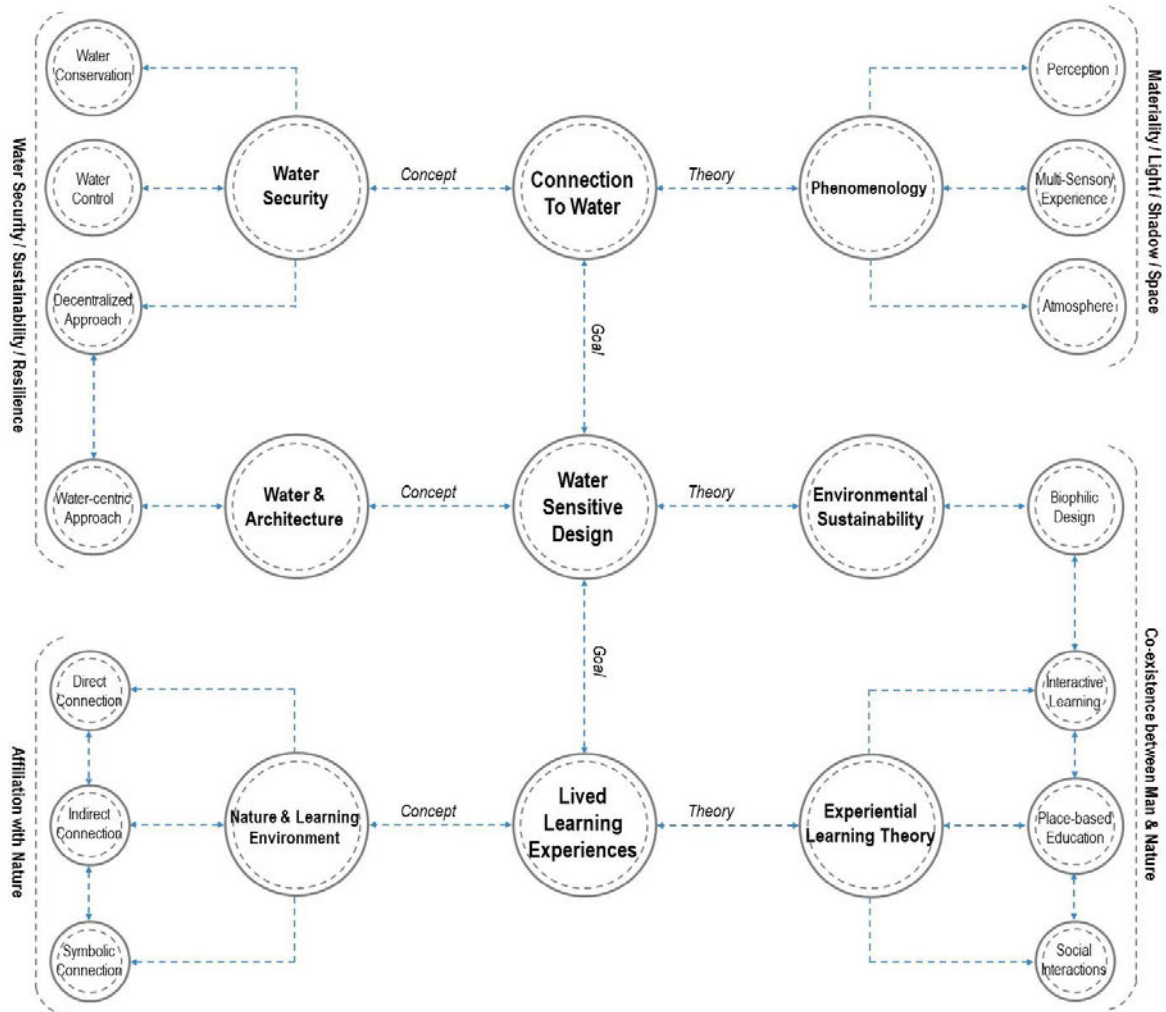 Water
Conservation
Water
Control
Decentralized
Approach
Water-centric
Approach
Water Security / Sustainability / Resilience
Water
Security
Concept
Connection
To Water
Theory
Phenomenology
Perception
Multi-Sensory
Experience
Atmosphere
Materiality / Light / Shadow / Space
Goal
Water &
Architecture
Concept
Water
Sensitive
Design
Theory
Environmental
Sustainability
Biophilic
Design
Goal
Direct
Connection
Indirect
Connection
Symbolic
Connection
Affiliation with Nature
Nature & Learning
Environment
Concept
Lived
Learning
Experiences
Theory
Experiential
Learning Theory
Interactive
Learning
Place-based
Education
Social
Interactions
Co-existence between Man & Nature